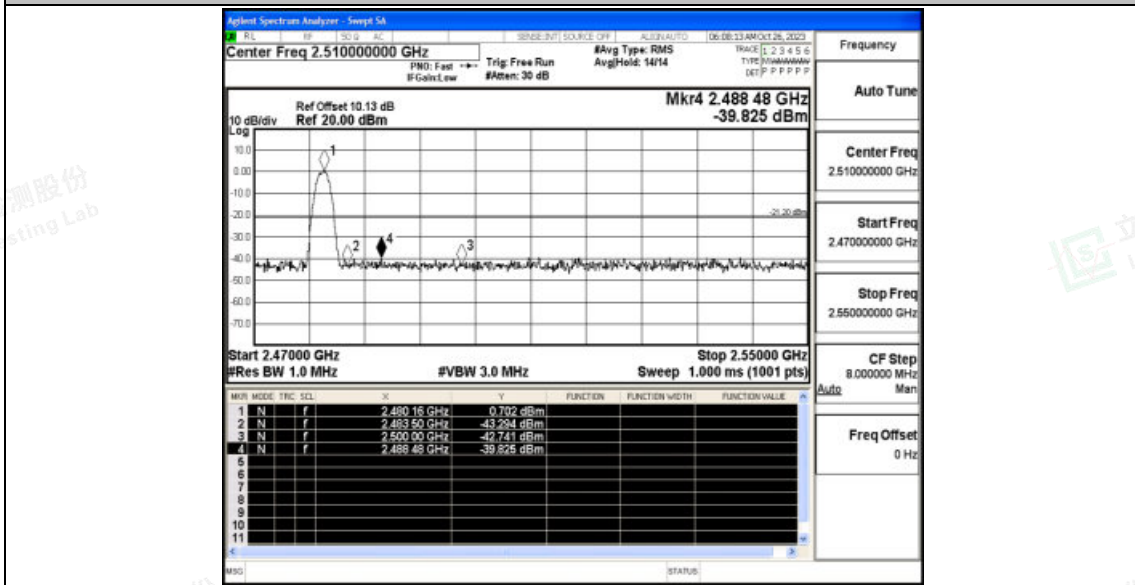 Agilent Spectrum Analyzer - Swept SA
RL RF 50 Ω AC SENSE:INT SOURCE OFF ALIGN AUTO 06:08:13 AM Oct 26, 2023
Center Freq 2.510000000 GHz #Avg Type: RMS TRACE 1 2 3 4 5 6
PNO: Fast Trig: Free Run Avg|Hold: 14/14 TYPE
IFGain:Low #Atten: 30 dB DET P P P P P P
Frequency
Auto Tune
Mkr4 2.488 48 GHz
-39.825 dBm
Ref Offset 10.13 dB
10 dB/div Ref 20.00 dBm
Log
10.0
0.00
-10.0
-20.0
-30.0
-40.0
-50.0
-60.0
-70.0
1
2
4
3
-21.20 dBm
Start 2.47000 GHz Stop 2.55000 GHz
#Res BW 1.0 MHz #VBW 3.0 MHz Sweep 1.000 ms (1001 pts)
MKR MODE TRC SCL X Y FUNCTION FUNCTION WIDTH FUNCTION VALUE
1 N f 2.480 16 GHz 0.702 dBm
2 N f 2.483 50 GHz -43.294 dBm
3 N f 2.500 00 GHz -42.741 dBm
4 N f 2.488 48 GHz -39.825 dBm
5
6
7
8
9
10
11
MSG STATUS
Center Freq
2.510000000 GHz
Start Freq
2.470000000 GHz
Stop Freq
2.550000000 GHz
CF Step
8.000000 MHz
Auto Man
Freq Offset
0 Hz
测股份
sting Lab
立